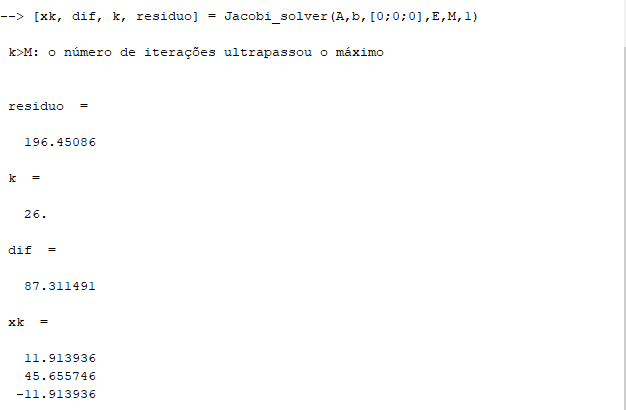 --> [xk, dif, k, residuo] = Jacobi_solver(A,b,[0;0;0],E,M,1)
k>M: o número de iterações ultrapassou o máximo
residuo  =
196.45086
k  =
26.
dif  =
87.311491
xk  =
11.913936
45.655746
-11.913936